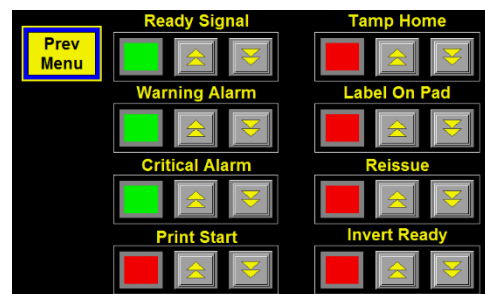 Ready Signal
Tamp Home
Prev
Menu
Warning Alarm
Label On Pad
Critical Alarm
Reissue
Print Start
Invert Ready